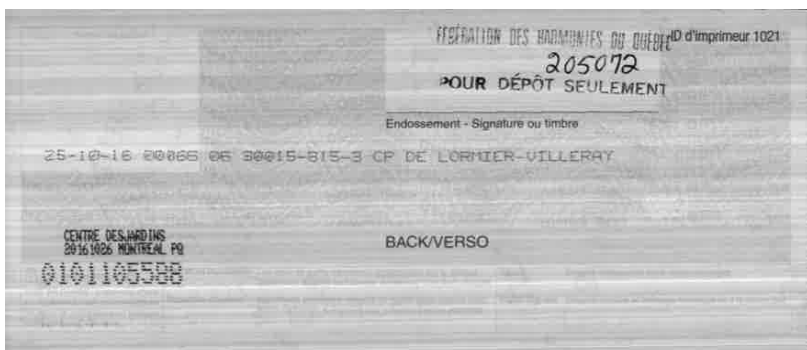 FÉDÉRATION DES HARMONIES DU QUÉBEC ID d'imprimeur 1021
205072
POUR DÉPÔT SEULEMENT
Endossement - Signature ou timbre
25-10-16 00066 06 30015-815-3 CP DE LORMIER-VILLERAY
CENTRE DESJARDINS
20161026 MONTREAL PQ
BACK/VERSO
0101105588